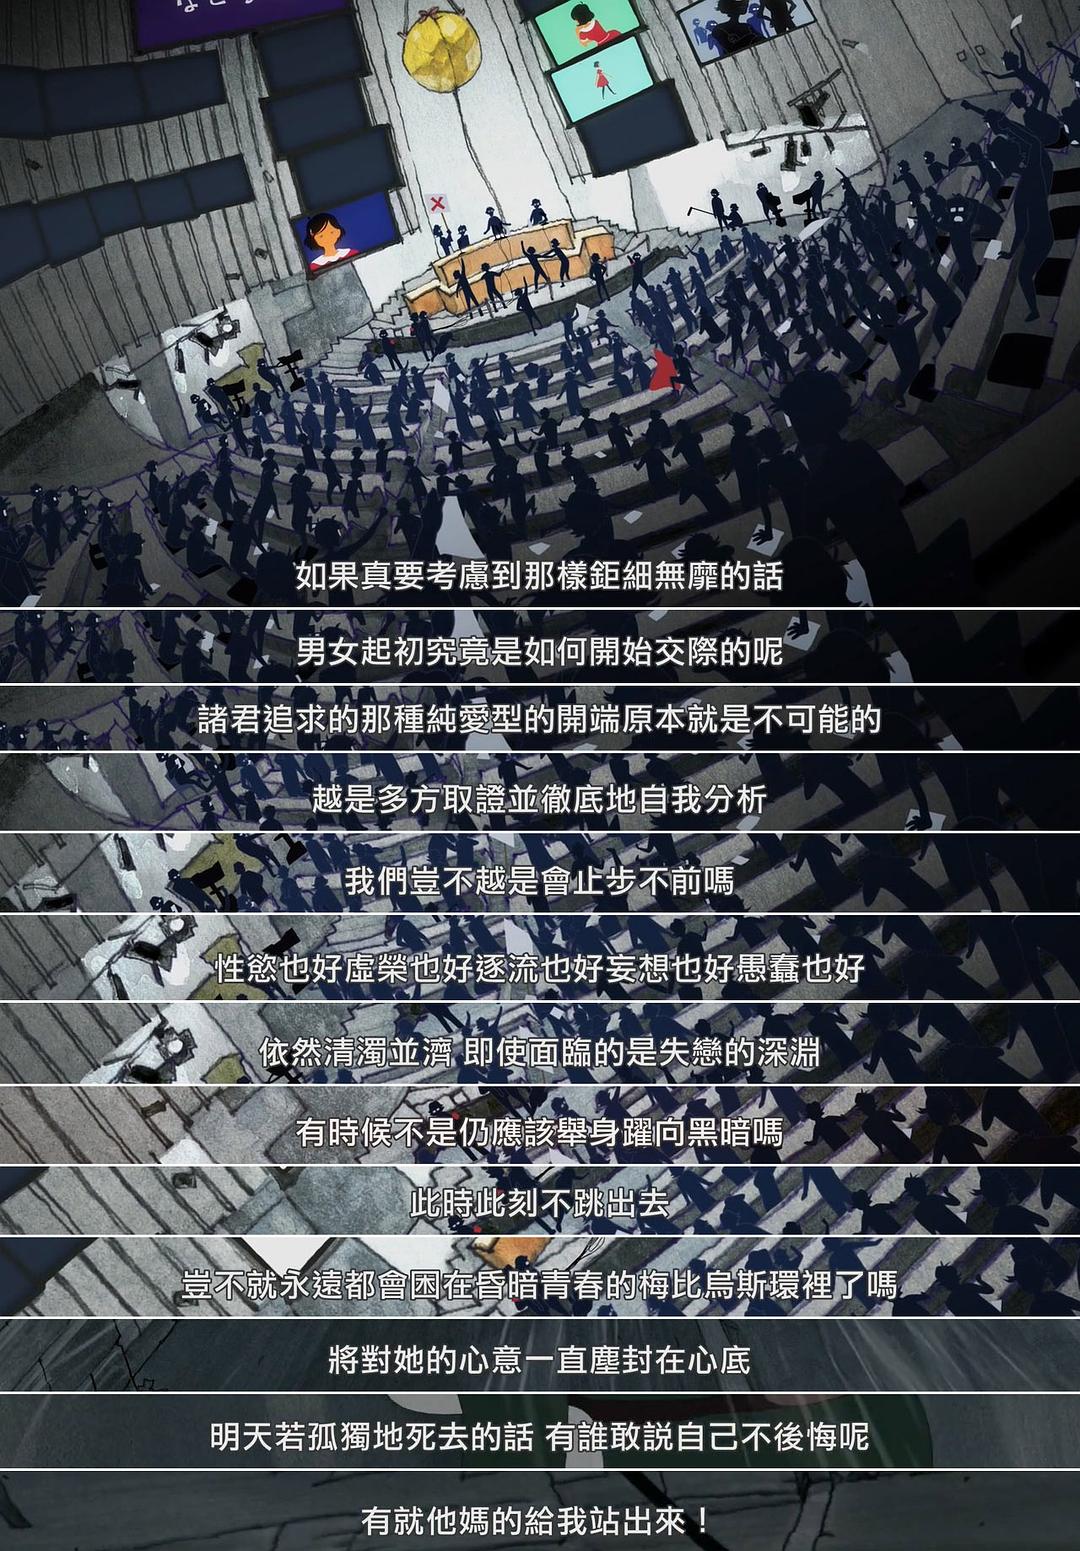 如果真要考慮到那樣鉅細無靡的話
男女起初究竟是如何開始交際的呢
諸君追求的那種純愛型的開端原本就是不可能的
越是多方取證並徹底地自我分析
我們豈不越是會止步不前嗎
性慾也好虛榮也好逐流也好妄想也好愚蠢也好
依然清濁並濟 即使面臨的是失戀的深淵
有時候不是仍應該舉身躍向黑暗嗎
此時此刻不跳出去
豈不就永遠都會困在昏暗青春的梅比烏斯環裡了嗎
將對她的心意一直塵封在心底
明天若孤獨地死去的話 有誰敢説自己不後悔呢
有就他媽的給我站出來！